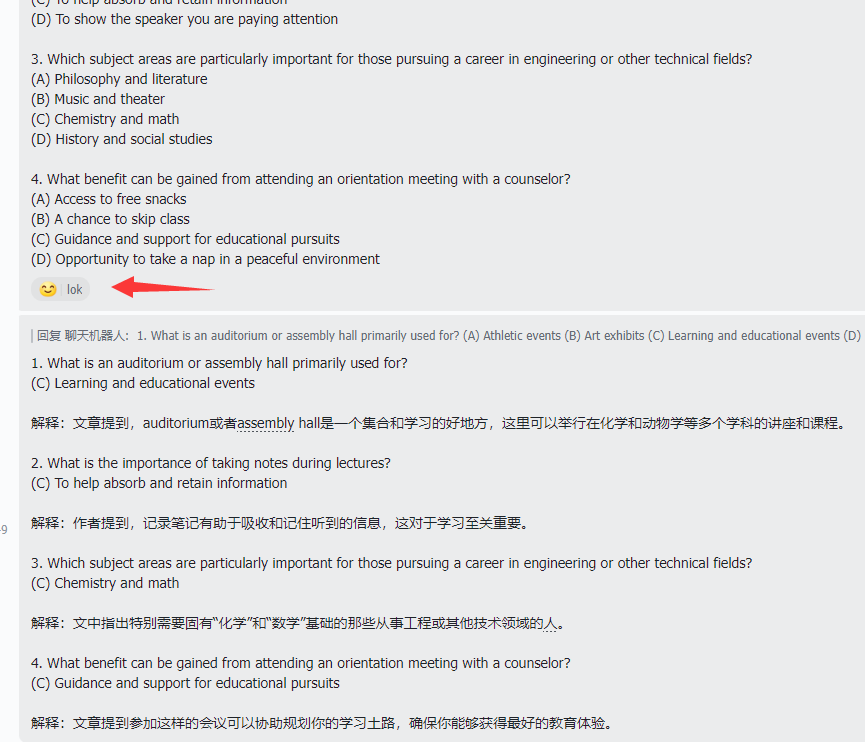 (C) To help absorb and retain information
(D) To show the speaker you are paying attention
3. Which subject areas are particularly important for those pursuing a career in engineering or other technical fields?
(A) Philosophy and literature
(B) Music and theater
(C) Chemistry and math
(D) History and social studies
4. What benefit can be gained from attending an orientation meeting with a counselor?
(A) Access to free snacks
(B) A chance to skip class
(C) Guidance and support for educational pursuits
(D) Opportunity to take a nap in a peaceful environment
lok
回复 聊天机器人：1. What is an auditorium or assembly hall primarily used for? (A) Athletic events (B) Art exhibits (C) Learning and educational events (D)
1. What is an auditorium or assembly hall primarily used for?
(C) Learning and educational events
解释：文章提到，auditorium或者assembly hall是一个集合和学习的好地方，这里可以举行在化学和动物学等多个学科的讲座和课程。
2. What is the importance of taking notes during lectures?
(C) To help absorb and retain information
解释：作者提到，记录笔记有助于吸收和记住听到的信息，这对于学习至关重要。
-9
3. Which subject areas are particularly important for those pursuing a career in engineering or other technical fields?
(C) Chemistry and math
解释：文中指出特别需要固有“化学”和“数学”基础的那些从事工程或其他技术领域的人。
4. What benefit can be gained from attending an orientation meeting with a counselor?
(C) Guidance and support for educational pursuits
解释：文章提到参加这样的会议可以协助规划你的学习土路，确保你能够获得最好的教育体验。